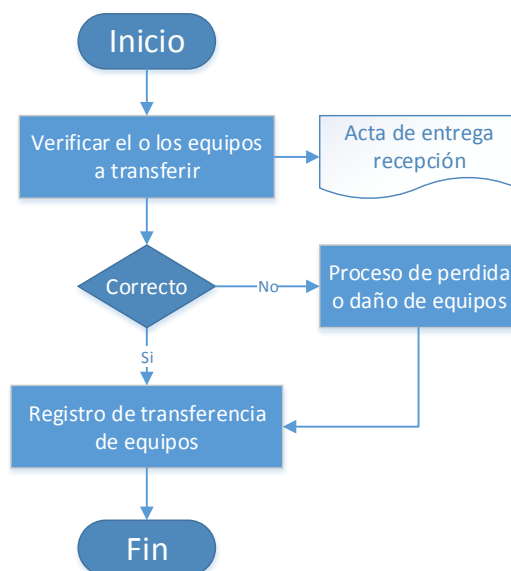 Inicio
Verificar el o los equipos
a transferir
Acta de entrega
recepción
Correcto
No
Proceso de perdida
o daño de equipos
Si
Registro de transferencia
de equipos
Fin